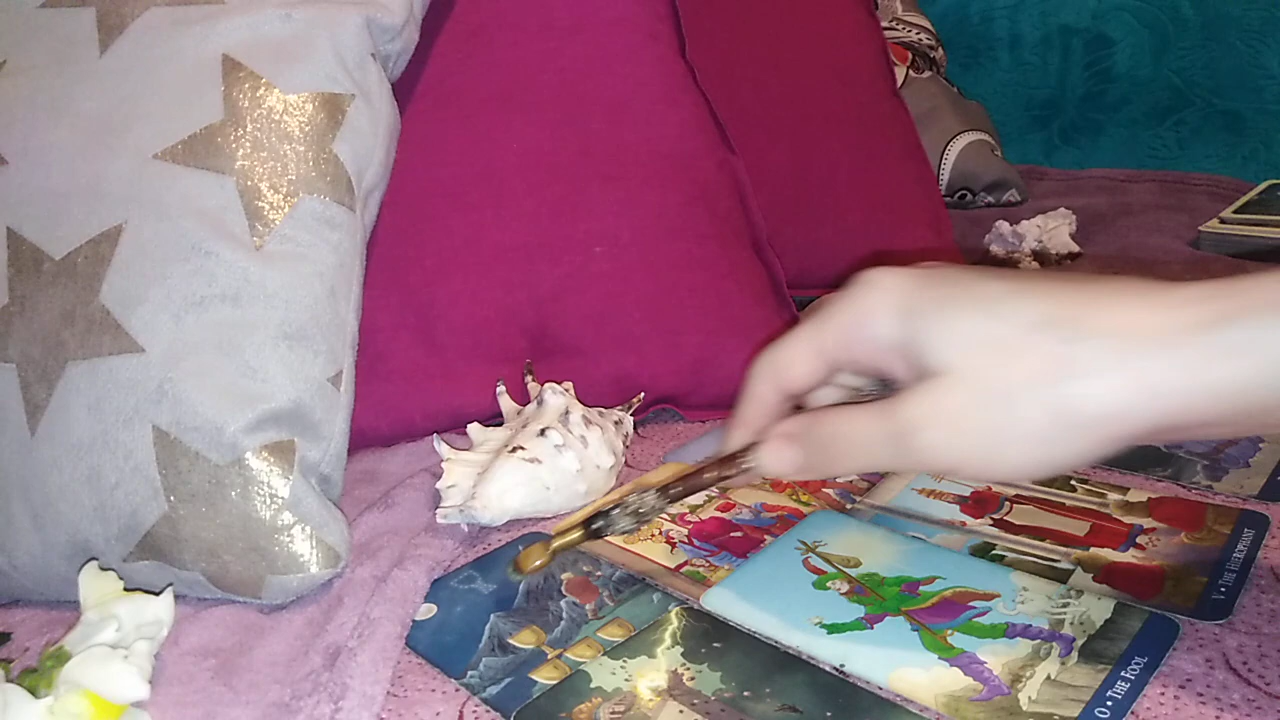 V • THE HIEROPHANT
0 • THE FOOL